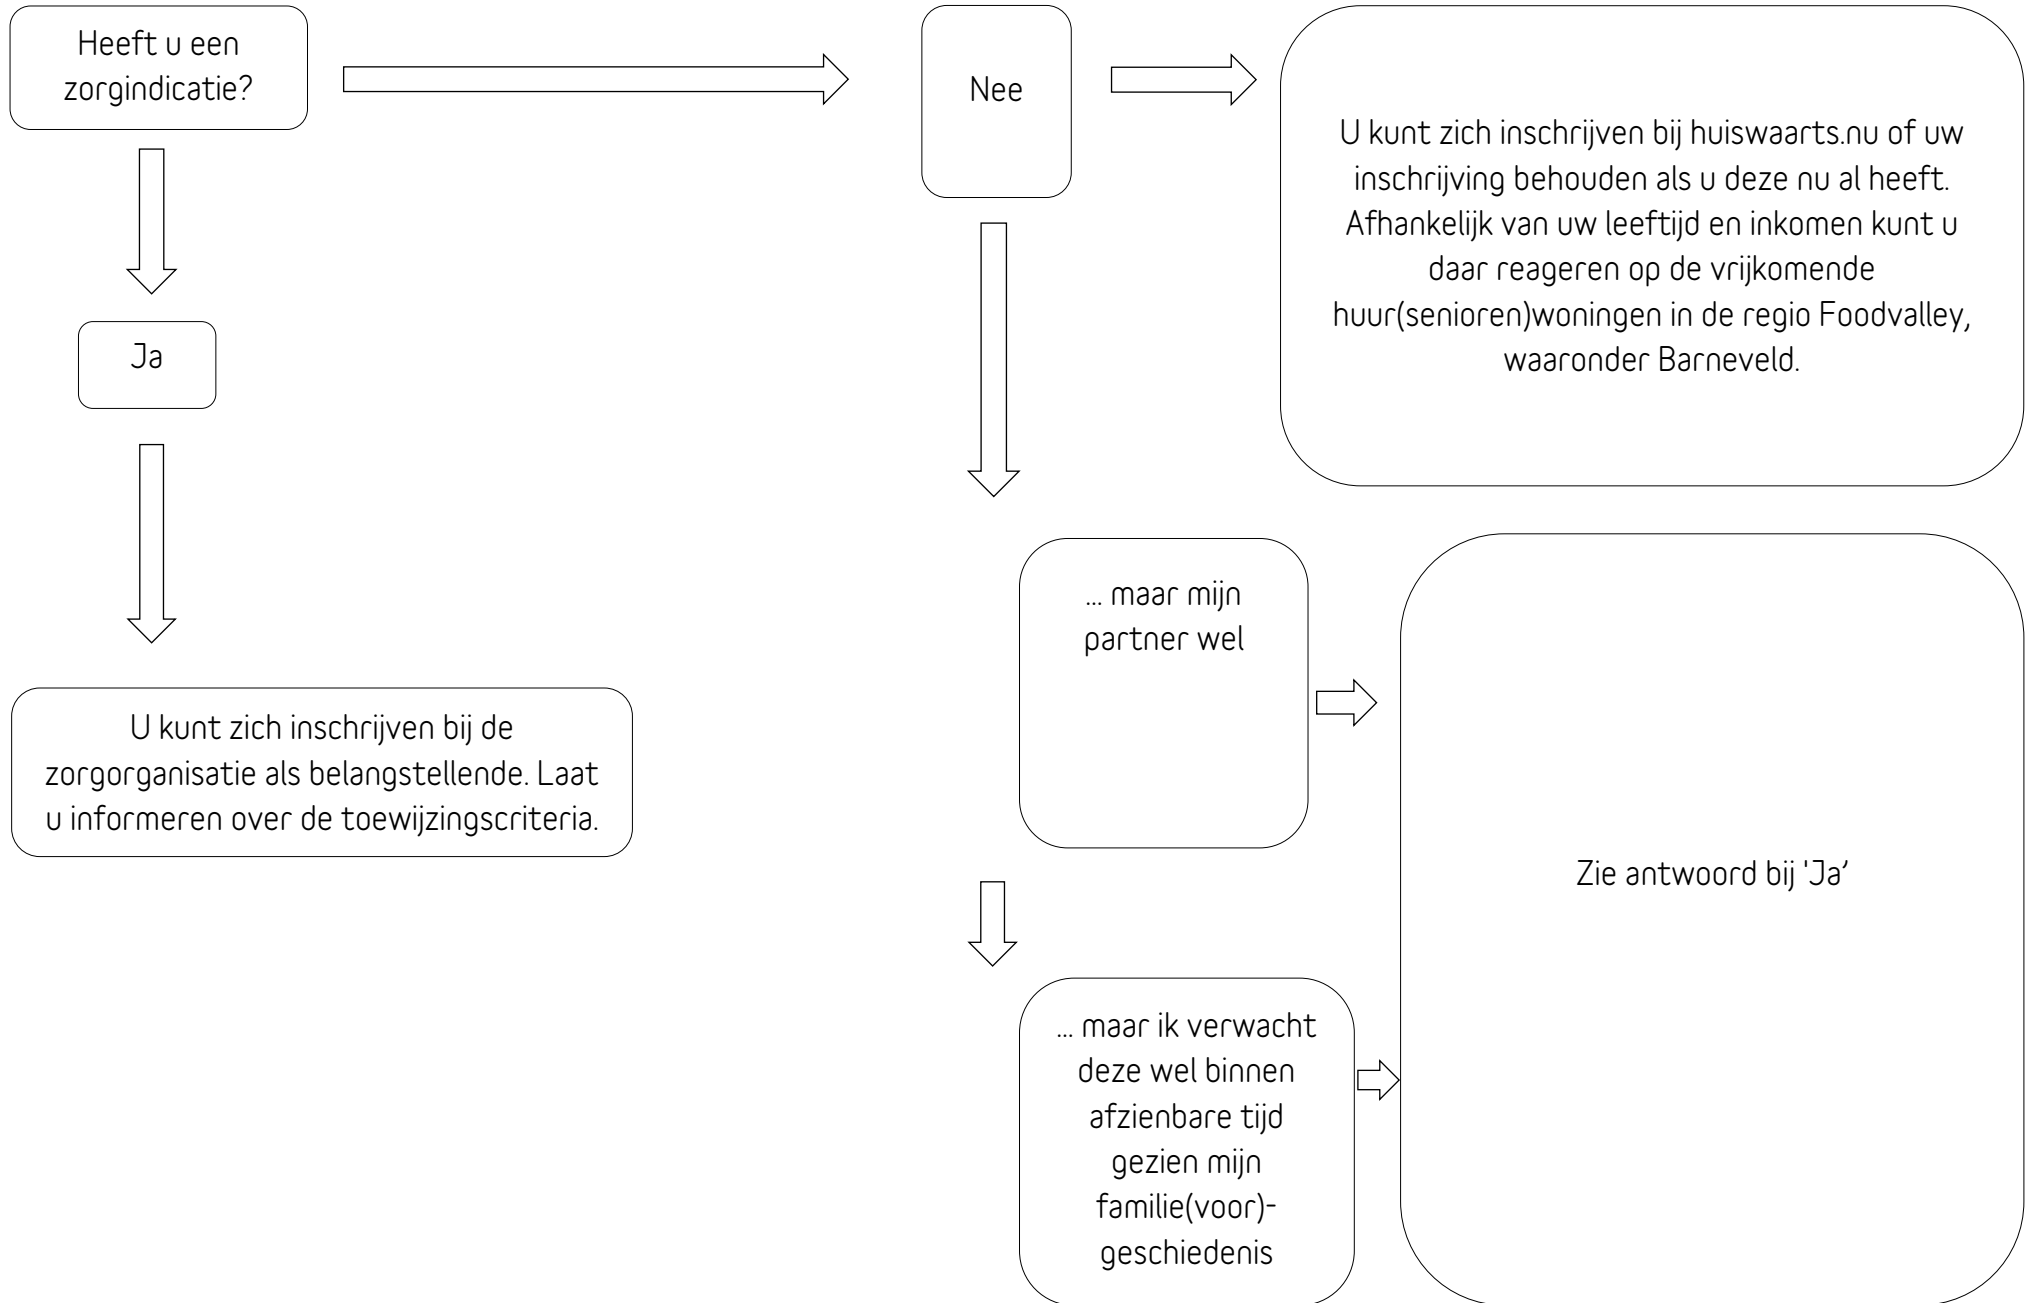 Heeft u een
zorgindicatie?
Nee
U kunt zich inschrijven bij huiswaarts.nu of uw
inschrijving behouden als u deze nu al heeft.
Afhankelijk van uw leeftijd en inkomen kunt u
daar reageren op de vrijkomende
huur(senioren)woningen in de regio Foodvalley,
waaronder Barneveld.
Ja
U kunt zich inschrijven bij de
zorgorganisatie als belangstellende. Laat
u informeren over de toewijzingscriteria.
... maar mijn
partner wel
Zie antwoord bij 'Ja’
... maar ik verwacht
deze wel binnen
afzienbare tijd
gezien mijn
familie(voor)-
geschiedenis